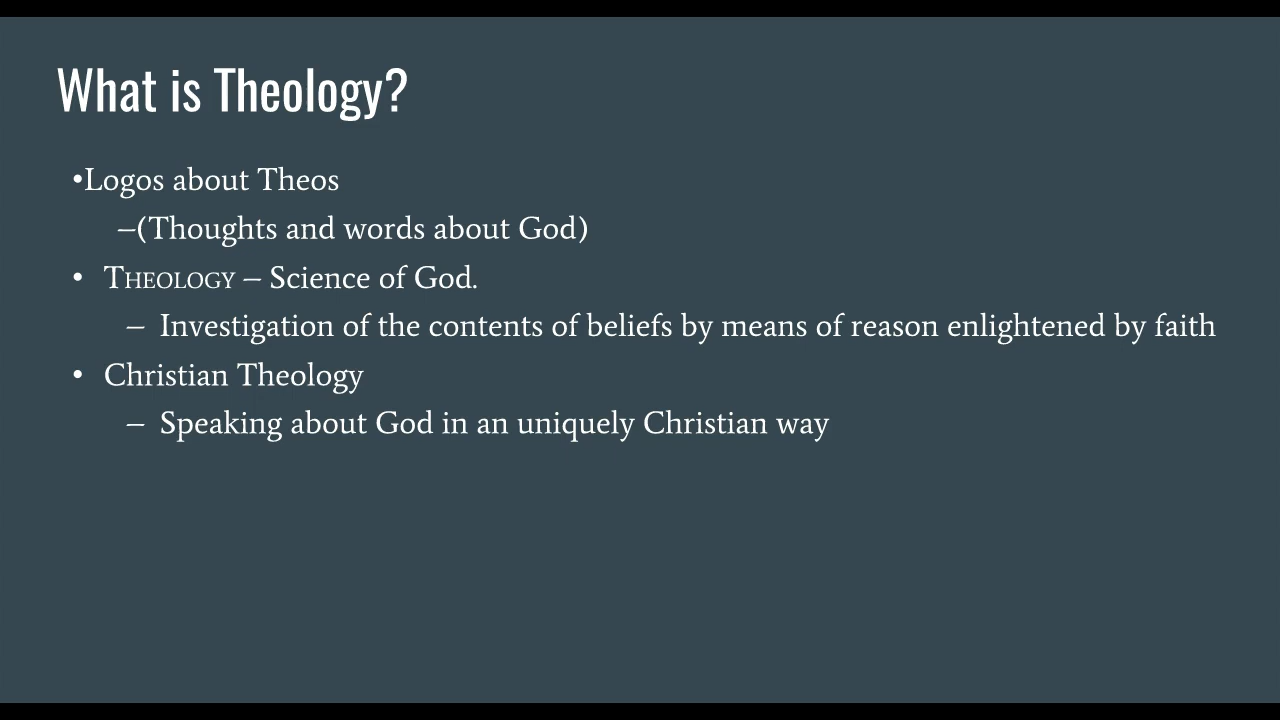 What is Theology?
•Logos about Theos
–(Thoughts and words about God)
• THEOLOGY – Science of God.
– Investigation of the contents of beliefs by means of reason enlightened by faith
• Christian Theology
– Speaking about God in an uniquely Christian way